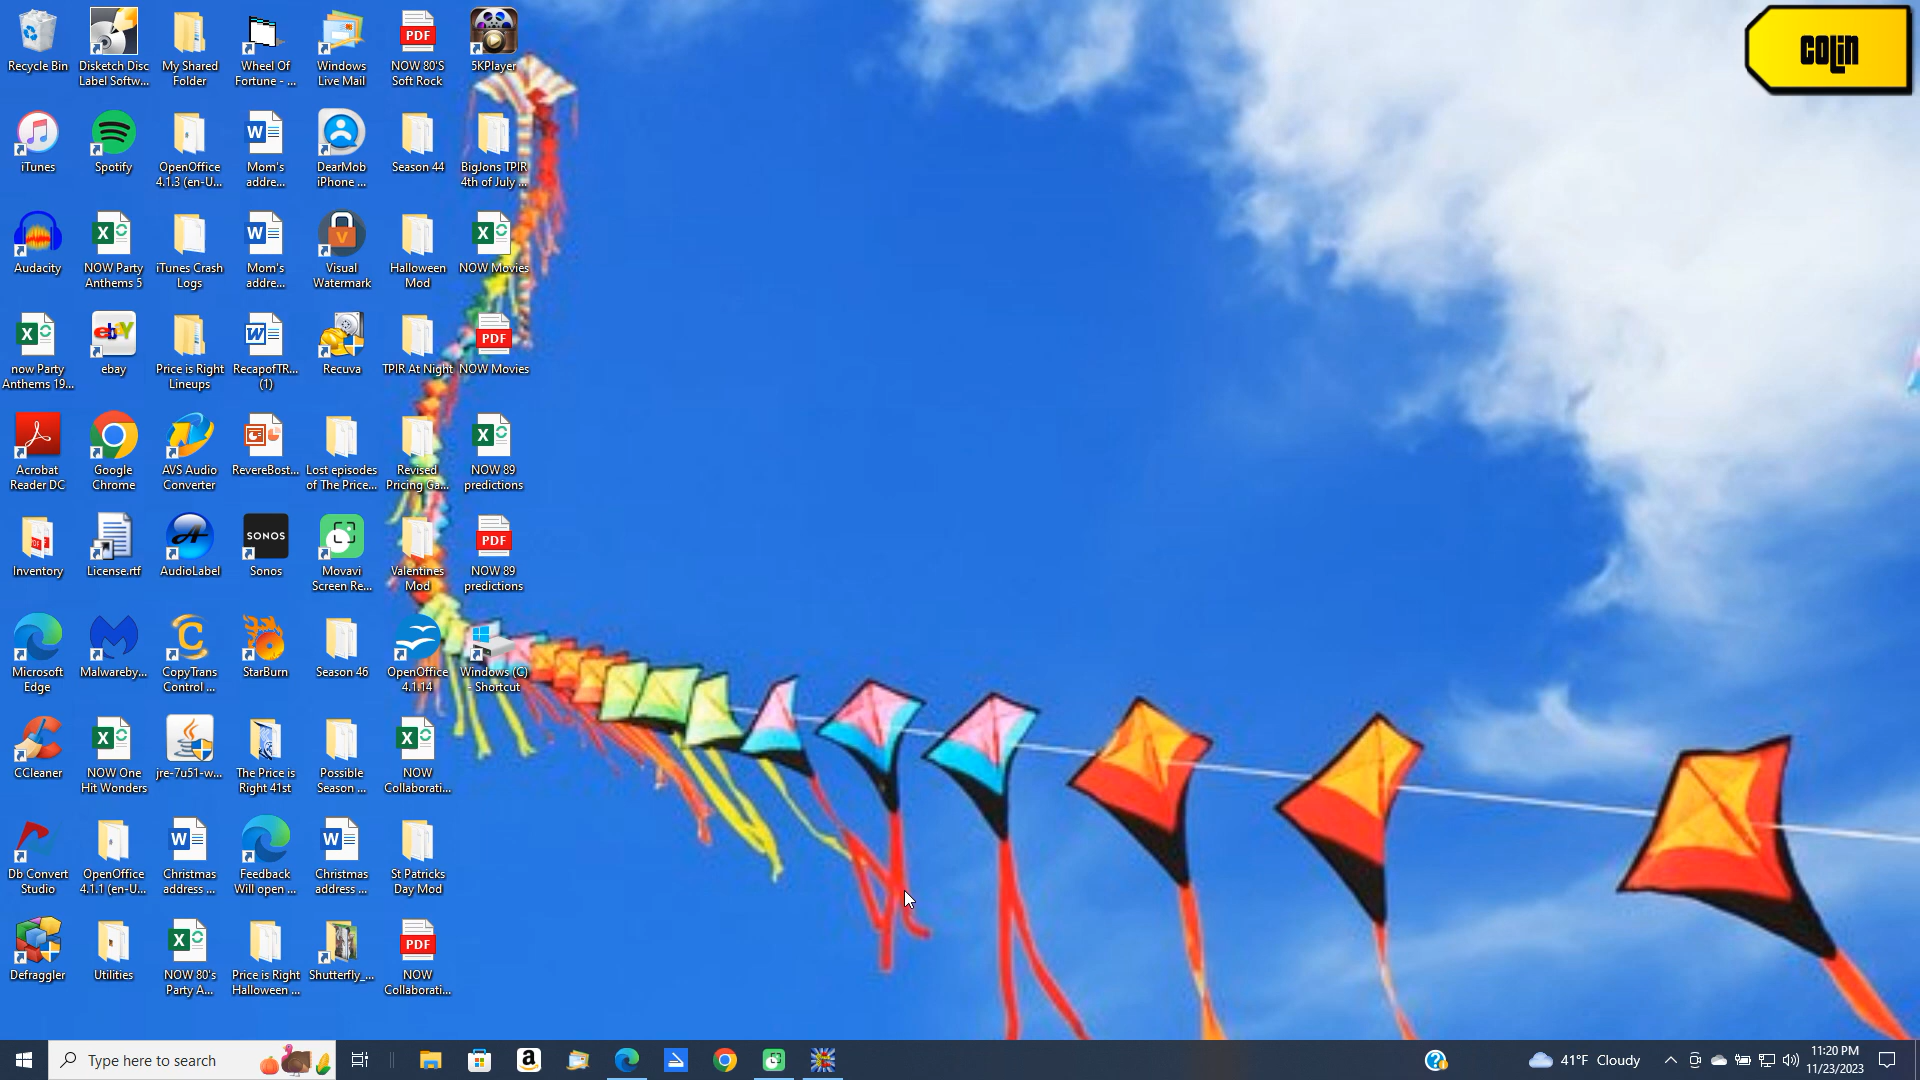 Recycle Bin
Disketch Disc
Label Softw...
My Shared
Folder
Wheel Of
Fortune - ...
Windows
Live Mail
PDF
NOW 80'S
Soft Rock
5KPlayer
COLIN
iTunes
Spotify
OpenOffice
4.1.3 (en-U...
Mom's
addre...
DearMob
iPhone ...
Season 44
BigJons TPIR
4th of July ...
Audacity
NOW Party
Anthems 5
iTunes Crash
Logs
Mom's
addre...
Visual
Watermark
Halloween
Mod
NOW Movies
now Party
Anthems 19...
ebay
ebay
Price is Right
Lineups
RecapofTR...
(1)
Recuva
TPIR At Night
PDF
NOW Movies
Acrobat
Reader DC
Google
Chrome
AVS Audio
Converter
RevereBost...
Lost episodes
of The Price...
Revised
Pricing Ga...
NOW 89
predictions
Inventory
License.rtf
AudioLabel
SONOS
Sonos
Movavi
Screen Re...
Valentines
Mod
PDF
NOW 89
predictions
Microsoft
Edge
Malwareby...
CopyTrans
Control ...
StarBurn
Season 46
OpenOffice
4.1.14
Windows (C)
- Shortcut
CCleaner
NOW One
Hit Wonders
jre-7u51-w...
The Price is
Right 41st
Possible
Season ...
NOW
Collaborati...
Db Convert
Studio
OpenOffice
4.1.1 (en-U...
Christmas
address ...
Feedback
Will open ...
Christmas
address ...
St Patricks
Day Mod
Defraggler
Utilities
NOW 80's
Party A...
Price is Right
Halloween ...
Shutterfly_...
PDF
NOW
Collaborati...
Type here to search
41°F Cloudy
11:20 PM
11/23/2023